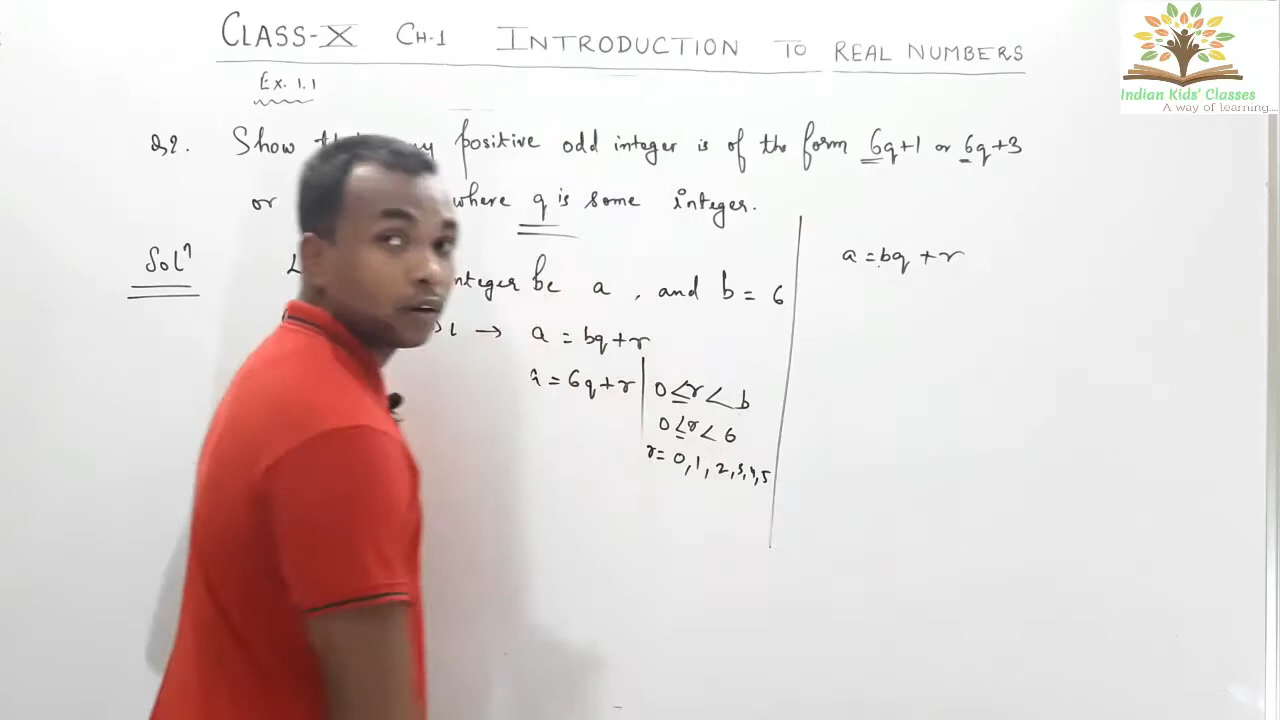 CLASS-X CH-1 INTRODUCTION TO REAL NUMBERS
Indian Kids' Classes
A way of learning....
Ex. 1.1
Q2. Show any positive odd integer is of the form 6q+1 or 6q+3
or where q is some integer.
Solⁿ
integer be a, and b = 6
→ a = bq+r
a = 6q+r
0≤r<b
0≤r<6
r = 0,1,2,3,4,5
a = bq + r